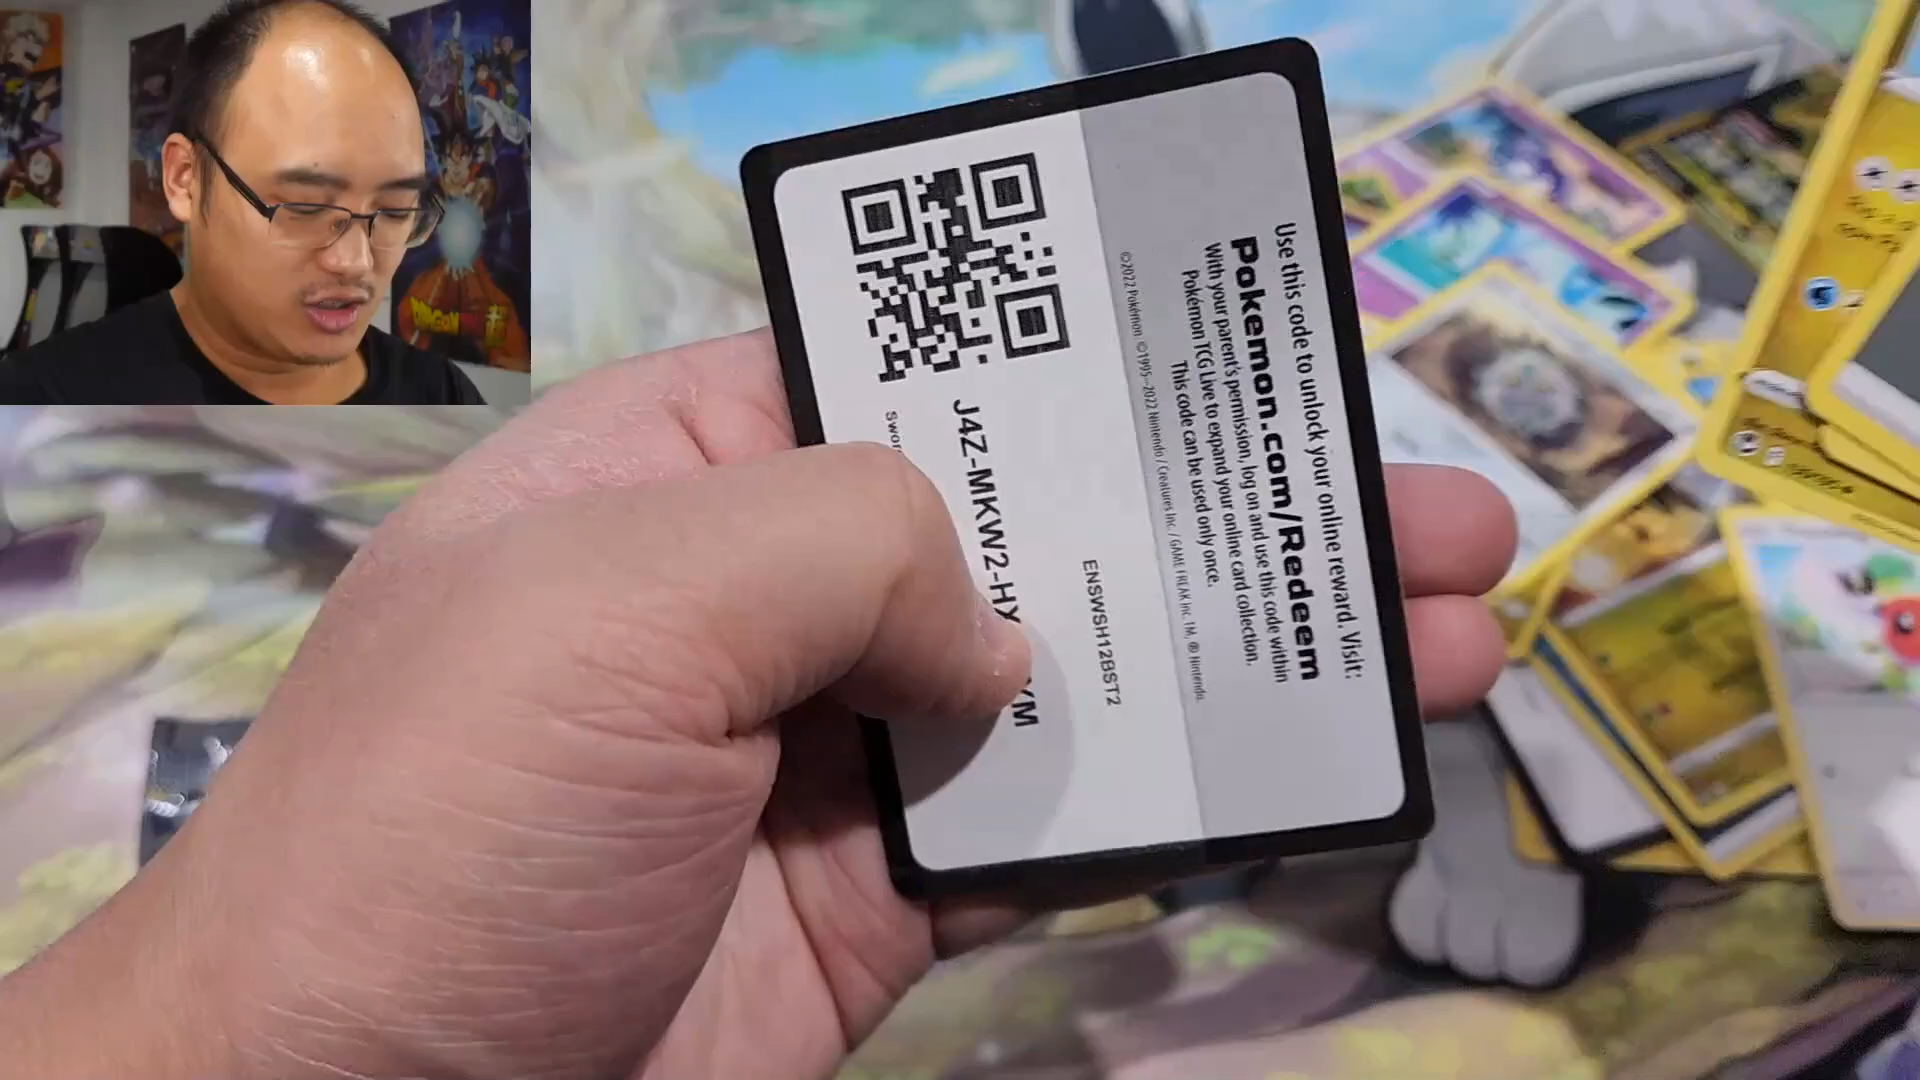 Use this code to unlock your online reward. Visit:
Pokemon.com/Redeem
With your parent's permission, log on and use this code within
Pokémon TCG Live to expand your online card collection.
This code can be used only once.
©2022 Pokémon. ©1995–2022 Nintendo / Creatures Inc. / GAME FREAK inc. TM, ® Nintendo.
ENSWSH12BST2
J4Z-MKW2-HX YM
DRAGON